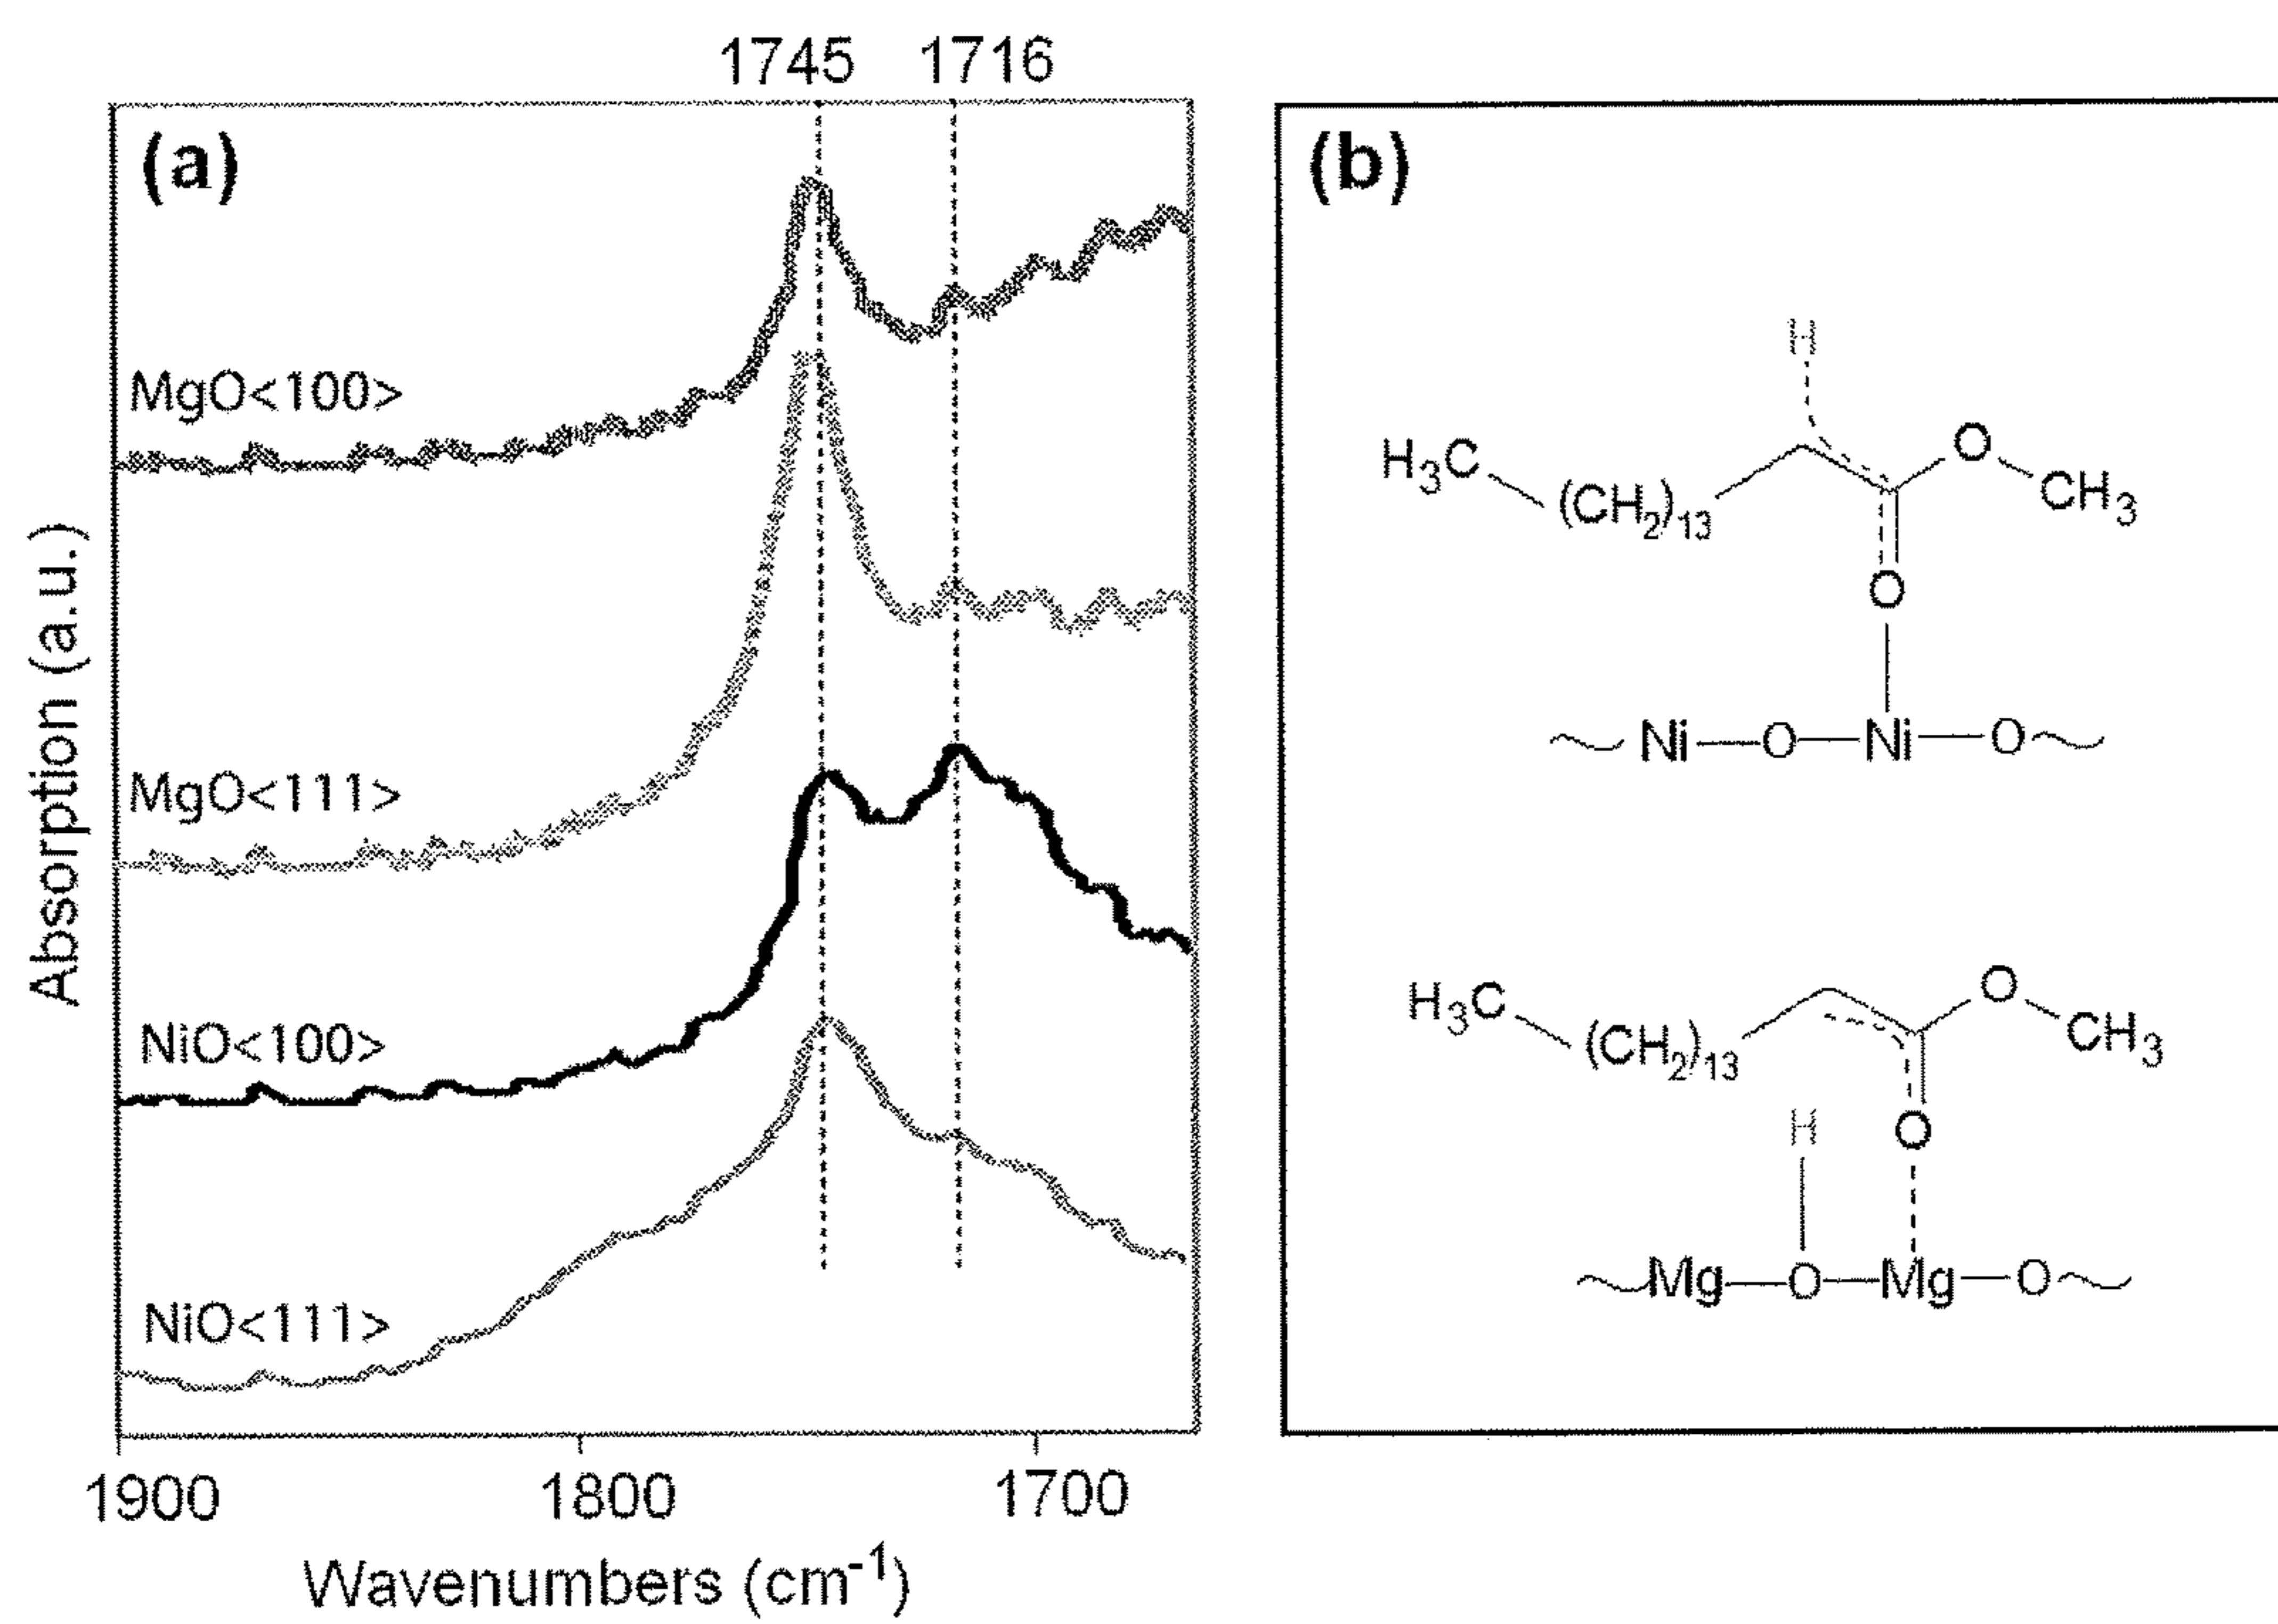 1745 1716
(a)
MgO<100>
MgO<111>
NiO<100>
NiO<111>
Absorption (a.u.)
1900 1800 1700
Wavenumbers (cm⁻¹)
(b)
H
H₃C (CH₂)₁₃ O CH₃
O
Ni O Ni O
H₃C (CH₂)₁₃ O CH₃
H O
Mg O Mg O